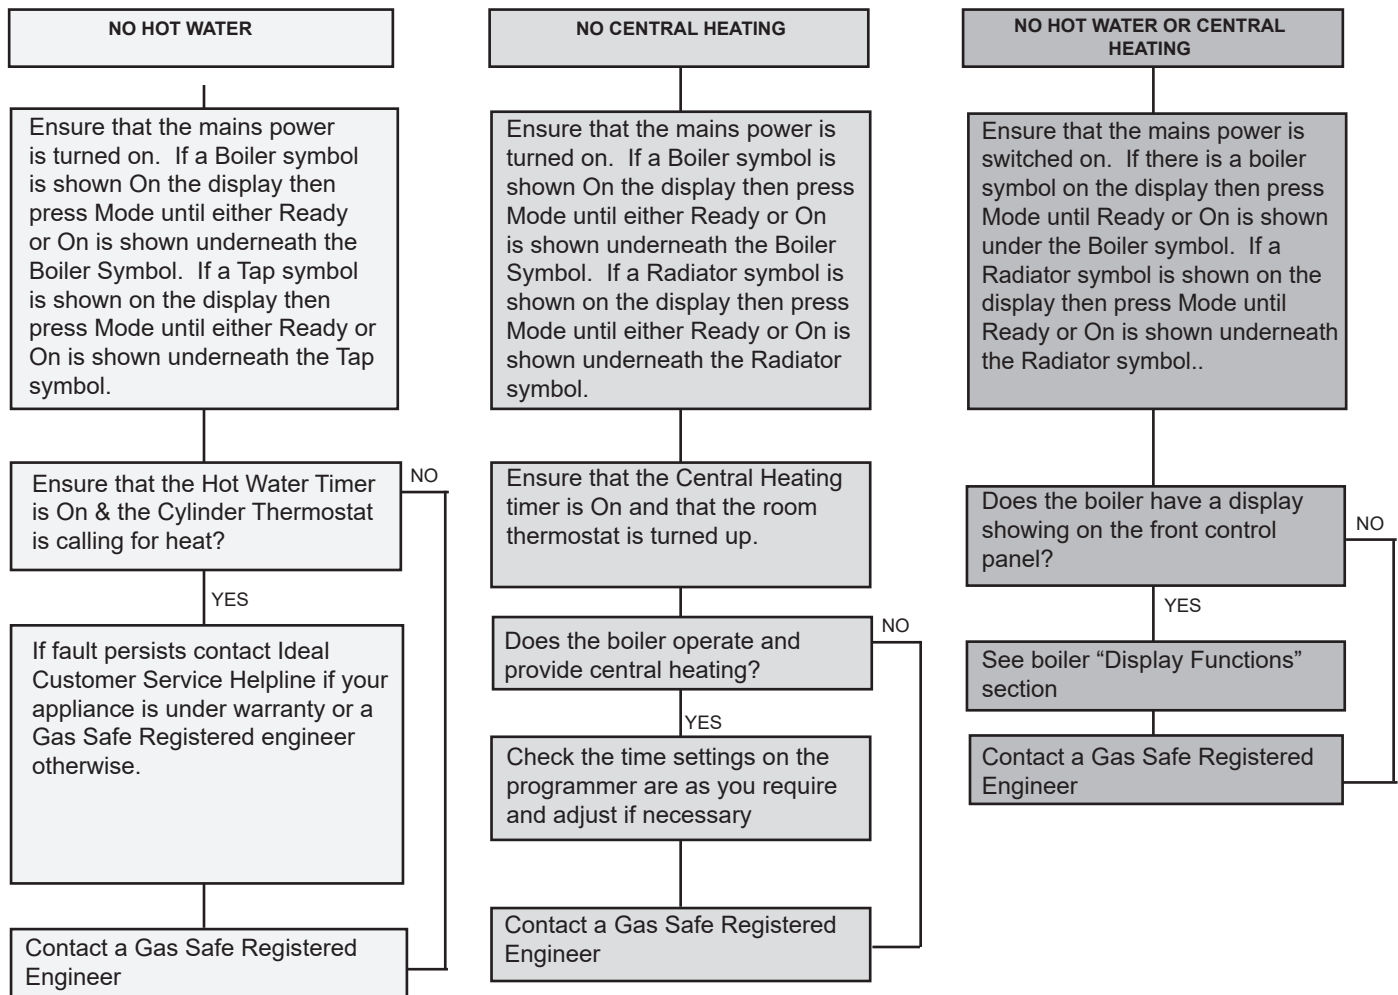 NO HOT WATER
Ensure that the mains power
is turned on. If a Boiler symbol
is shown On the display then
press Mode until either Ready
or On is shown underneath the
Boiler Symbol. If a Tap symbol
is shown on the display then
press Mode until either Ready or
On is shown underneath the Tap
symbol.
Ensure that the Hot Water Timer
is On & the Cylinder Thermostat
is calling for heat?
NO
YES
If fault persists contact Ideal
Customer Service Helpline if your
appliance is under warranty or a
Gas Safe Registered engineer
otherwise.
Contact a Gas Safe Registered
Engineer
NO CENTRAL HEATING
Ensure that the mains power is
turned on. If a Boiler symbol is
shown On the display then press
Mode until either Ready or On
is shown underneath the Boiler
Symbol. If a Radiator symbol is
shown on the display then press
Mode until either Ready or On is
shown underneath the Radiator
symbol.
Ensure that the Central Heating
timer is On and that the room
thermostat is turned up.
Does the boiler operate and
provide central heating?
NO
YES
Check the time settings on the
programmer are as you require
and adjust if necessary
Contact a Gas Safe Registered
Engineer
NO HOT WATER OR CENTRAL
HEATING
Ensure that the mains power is
switched on. If there is a boiler
symbol on the display then press
Mode until Ready or On is shown
under the Boiler symbol. If a
Radiator symbol is shown on the
display then press Mode until
Ready or On is shown underneath
the Radiator symbol..
Does the boiler have a display
showing on the front control
panel?
NO
YES
See boiler “Display Functions”
section
Contact a Gas Safe Registered
Engineer